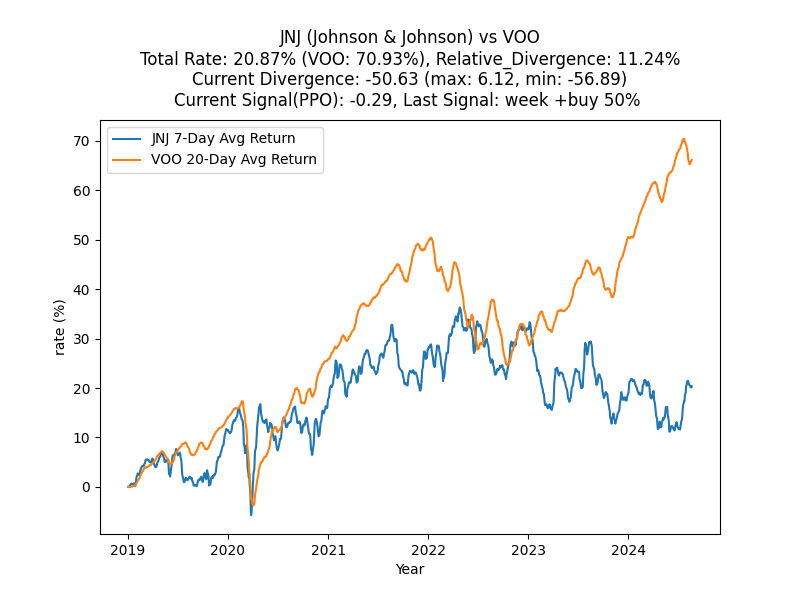 JNJ (Johnson & Johnson) vs VOO
Total Rate: 20.87% (VOO: 70.93%), Relative_Divergence: 11.24%
Current Divergence: -50.63 (max: 6.12, min: -56.89)
Current Signal(PPO): -0.29, Last Signal: week +buy 50%
JNJ 7-Day Avg Return
VOO 20-Day Avg Return
70
60
50
40
30
20
10
0
rate (%)
2019 2020 2021 2022 2023 2024
Year